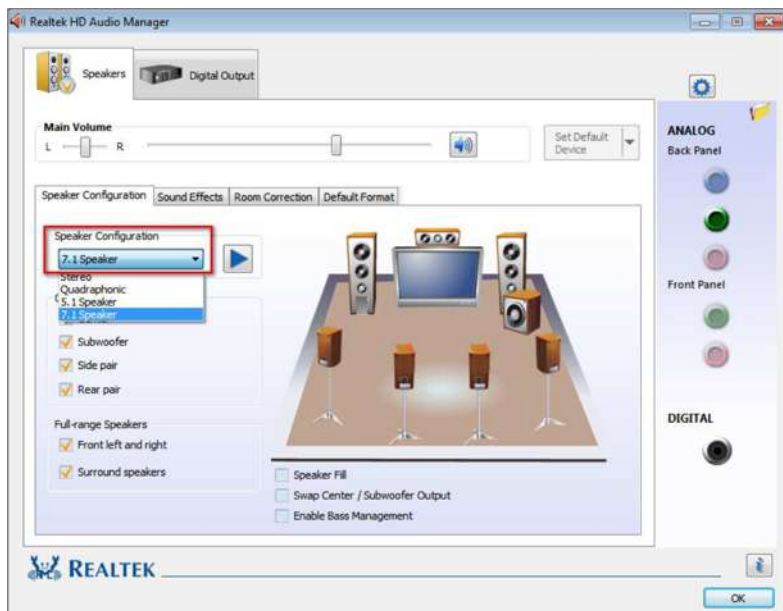 Realtek HD Audio Manager
Speakers
Digital Output
Main Volume
L
R
Set Default
Device
Speaker Configuration
Sound Effects
Room Correction
Default Format
Speaker Configuration
7.1 Speaker
Stereo
Quadraphonic
5.1 Speaker
7.1 Speaker
Subwoofer
Side pair
Rear pair
Full-range Speakers
Front left and right
Surround speakers
Speaker Fill
Swap Center / Subwoofer Output
Enable Bass Management
ANALOG
Back Panel
Front Panel
DIGITAL
REALTEK
OK